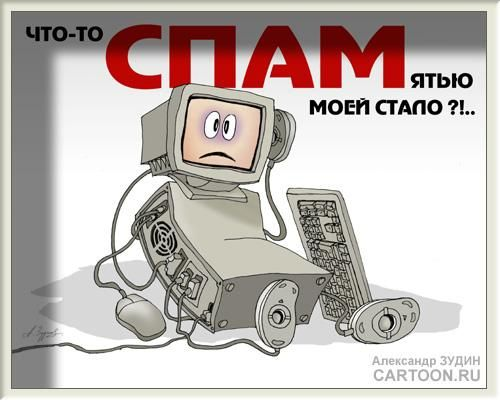 ЧТО-ТО СПАМ
ЯТЬЮ
МОЕЙ СТАЛО ?!..
Александр ЗУДИН
CARTOON.RU